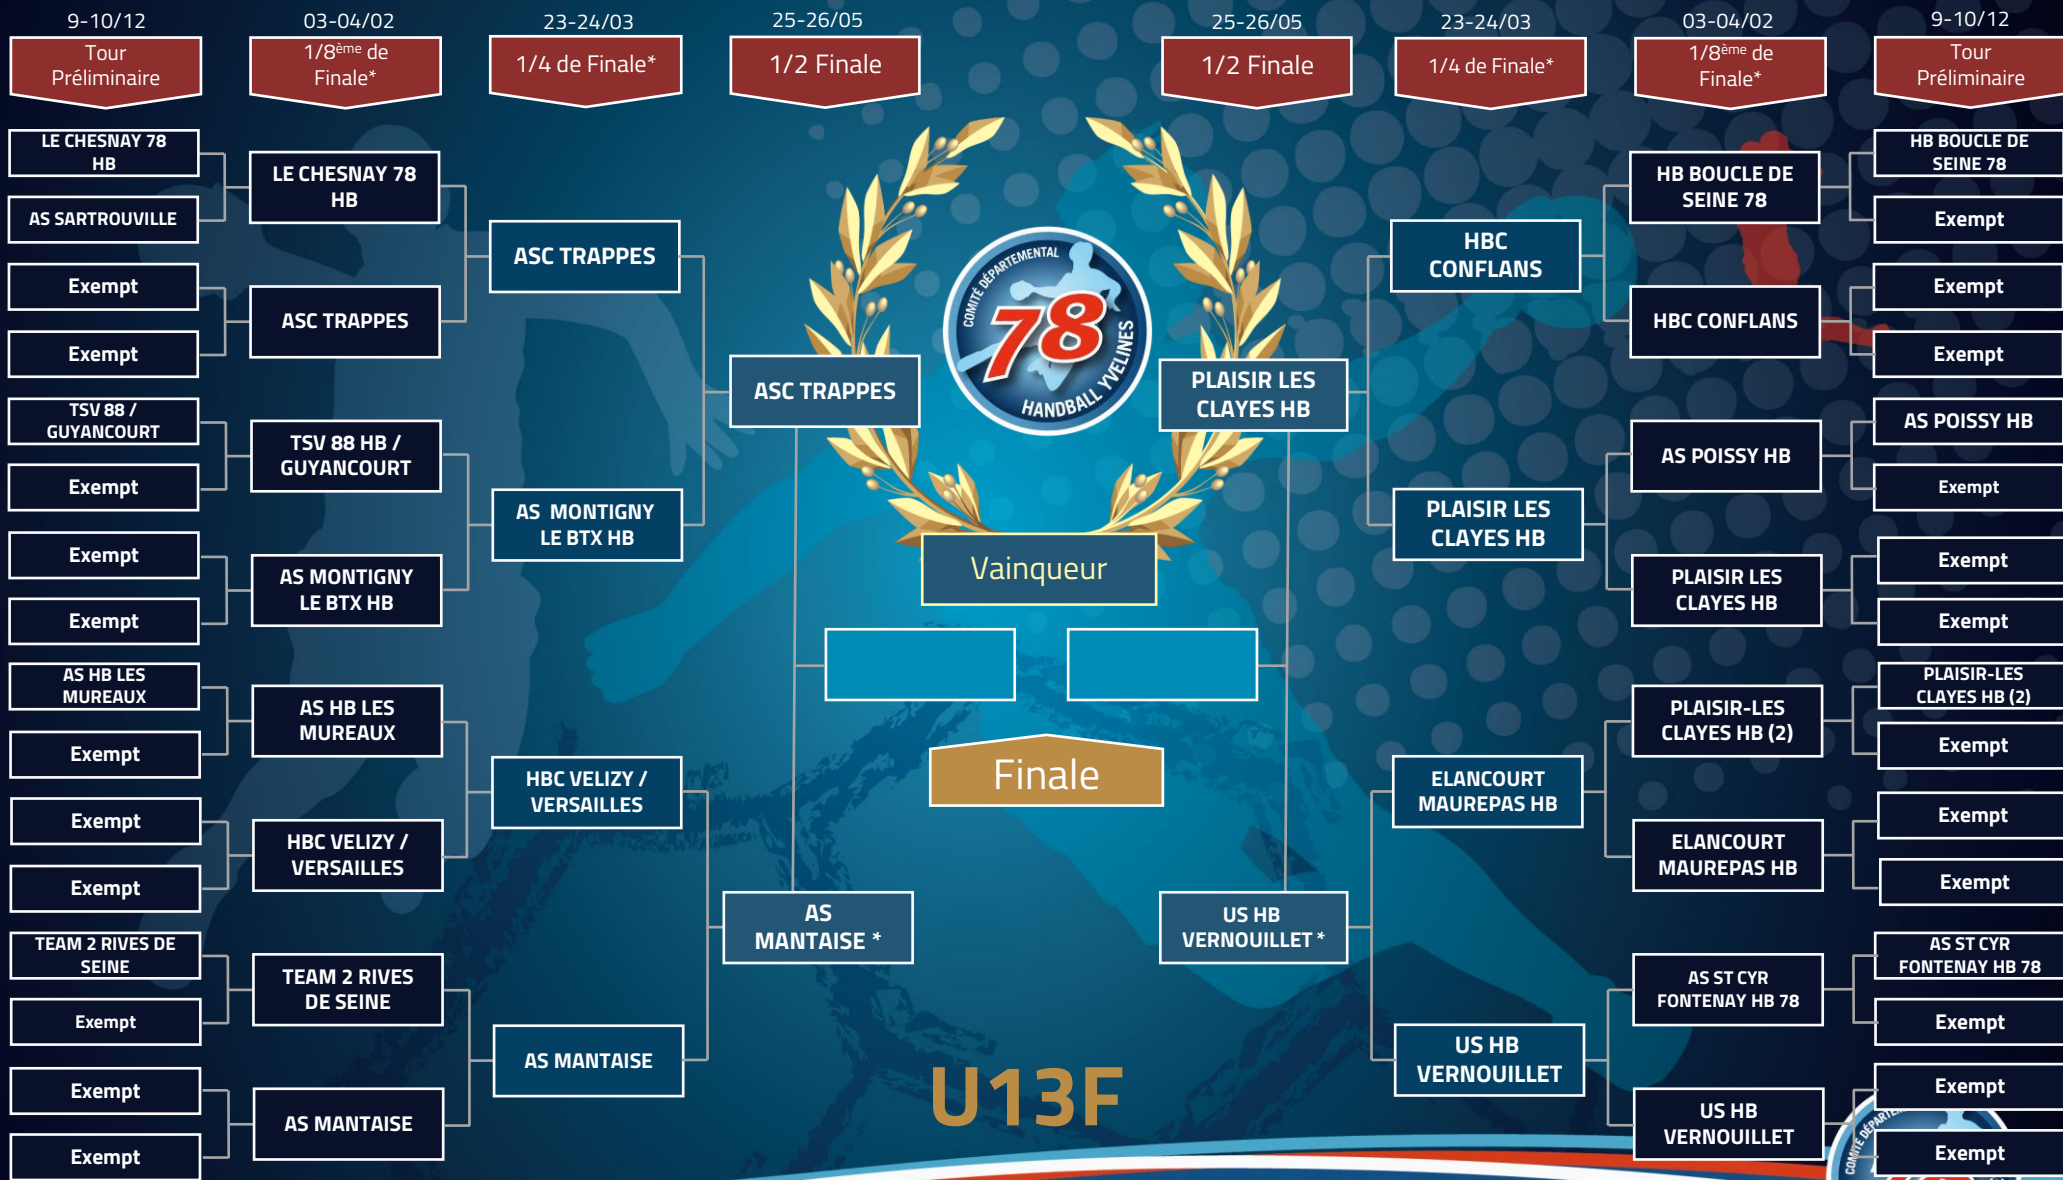 9-10/12
Tour
Préliminaire
03-04/02
1/8ème de
Finale*
23-24/03
1/4 de Finale*
25-26/05
1/2 Finale
25-26/05
1/2 Finale
23-24/03
1/4 de Finale*
03-04/02
1/8ème de
Finale*
9-10/12
Tour
Préliminaire
LE CHESNAY 78
HB
AS SARTROUVILLE
Exempt
Exempt
TSV 88 /
GUYANCOURT
Exempt
Exempt
Exempt
AS HB LES
MUREAUX
Exempt
Exempt
Exempt
TEAM 2 RIVES DE
SEINE
Exempt
Exempt
Exempt
LE CHESNAY 78
HB
ASC TRAPPES
TSV 88 HB /
GUYANCOURT
AS MONTIGNY
LE BTX HB
AS HB LES
MUREAUX
HBC VELIZY /
VERSAILLES
TEAM 2 RIVES
DE SEINE
AS MANTAISE
ASC TRAPPES
AS MONTIGNY
LE BTX HB
HBC VELIZY /
VERSAILLES
AS MANTAISE
ASC TRAPPES
AS
MANTAISE *
COMITÉ DÉPARTEMENTAL
78
HANDBALL YVELINES
Vainqueur
Finale
U13F
PLAISIR LES
CLAYES HB
US HB
VERNOUILLET *
HBC
CONFLANS
PLAISIR LES
CLAYES HB
ELANCOURT
MAUREPAS HB
US HB
VERNOUILLET
HB BOUCLE DE
SEINE 78
HBC CONFLANS
AS POISSY HB
PLAISIR LES
CLAYES HB
PLAISIR-LES
CLAYES HB (2)
ELANCOURT
MAUREPAS HB
AS ST CYR
FONTENAY HB 78
US HB
VERNOUILLET
HB BOUCLE DE
SEINE 78
Exempt
Exempt
Exempt
AS POISSY HB
Exempt
Exempt
Exempt
PLAISIR-LES
CLAYES HB (2)
Exempt
Exempt
Exempt
AS ST CYR
FONTENAY HB 78
Exempt
Exempt
Exempt